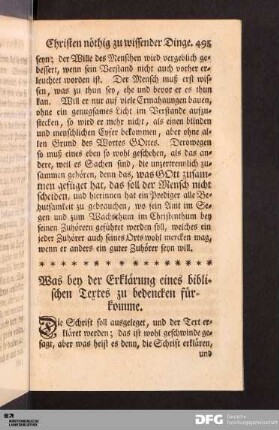 Christen nöthig zu wissender Dinge. 495
seyn; der Wille des Menschen wird vergeblich ge-
bessert, wenn sein Verstand nicht auch vorher er-
leuchtet worden ist. Der Mensch muß erst wis-
sen, was zu thun sey, ehe und bevor er es thun
kan. Will er nur auf viele Ermahnungen bauen,
ohne ein genugsames Licht im Verstande aufzu-
stecken, so wird er mehr nicht, als einen blinden
und menschlichen Eyfer bekommen, aber ohne al-
len Grund des Wortes GOttes. Derowegen
so muß eines eben so wohl geschehen, als das an-
dere, weil es Sachen sind, die unzertrennlich zu-
sammen gehören, denn das, was GOtt zusam-
men gefüget hat, das soll der Mensch nicht
scheiden, und hierinnen hat ein Prediger alle Be-
hutsamkeit zu gebrauchen, wo sein Amt im See-
gen und zum Wachsthum im Christenthum bey
seinen Zuhörern geführet werden soll, welches ein
jeder Zuhörer auch seines Orts wohl mercken mag,
wenn er anders ein guter Zuhörer seyn will.
* * * * * * * * * * * * * * * * * * * *
Was bey der Erklärung eines bibli-
schen Textes zu bedencken für-
komme.
Die Schrift soll ausgeleget, und der Text er-
kläret werden; das ist wohl geschwinde ge-
sagt, aber was heist es denn, die Schrift erklären,
und
DFG Deutsche
Forschungsgemeinschaft